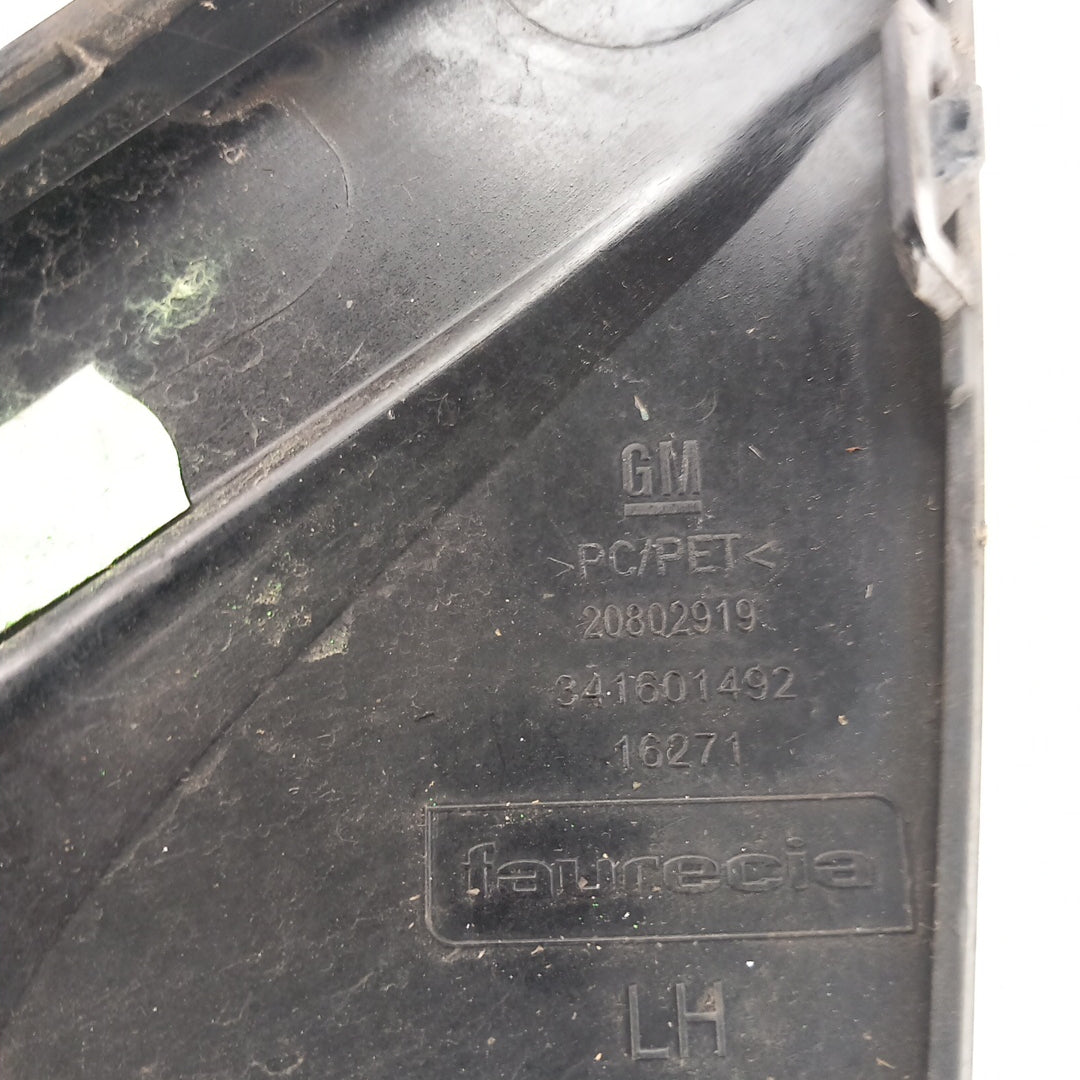 GM
>PC/PET<
20802919
341601492
16271
faurecia
LH